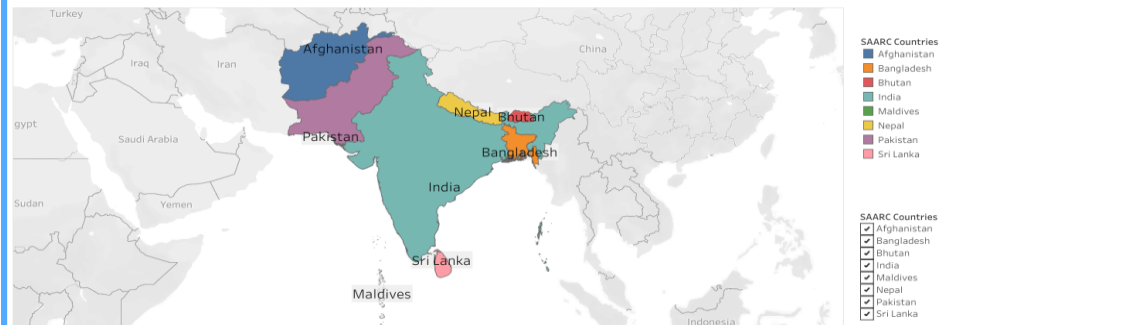 Turkey
Afghanistan
China
Iraq
Iran
Nepal
Bhutan
gypt
Saudi Arabia
Pakistan
Bangladesh
India
Sudan
Yemen
Sri Lanka
Maldives
Indonesia
SAARC Countries
Afghanistan
Bangladesh
Bhutan
India
Maldives
Nepal
Pakistan
Sri Lanka
SAARC Countries
Afghanistan
Bangladesh
Bhutan
India
Maldives
Nepal
Pakistan
Sri Lanka